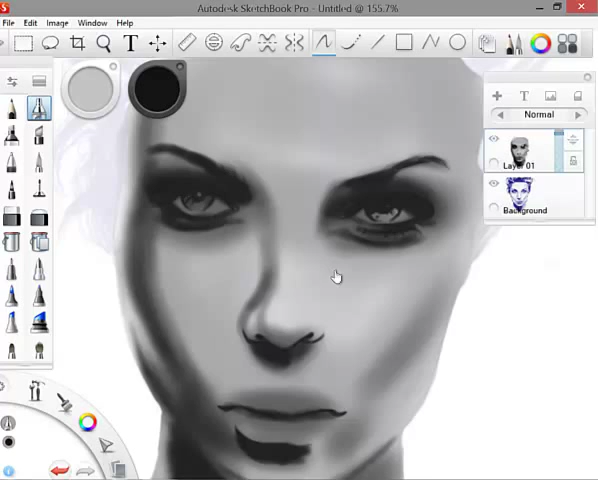 Autodesk SketchBook Pro - Untitled @ 155.7%
File Edit Image Window Help
T
T
Normal
Layer 01
Background